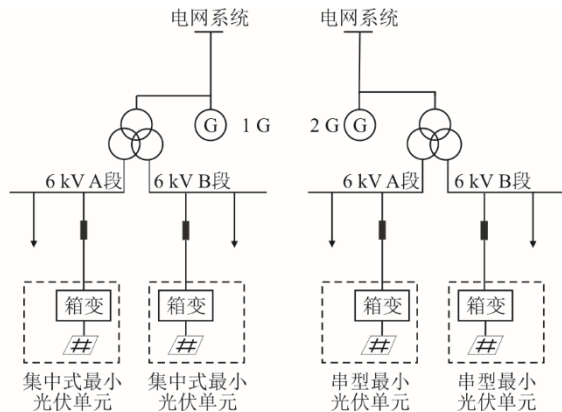 电网系统 电网系统
G 1 G 2 G G
6 kV A段 6 kV B段 6 kV A段 6 kV B段
箱变 箱变 箱变 箱变
集中式最小 集中式最小 串型最小 串型最小
光伏单元 光伏单元 光伏单元 光伏单元